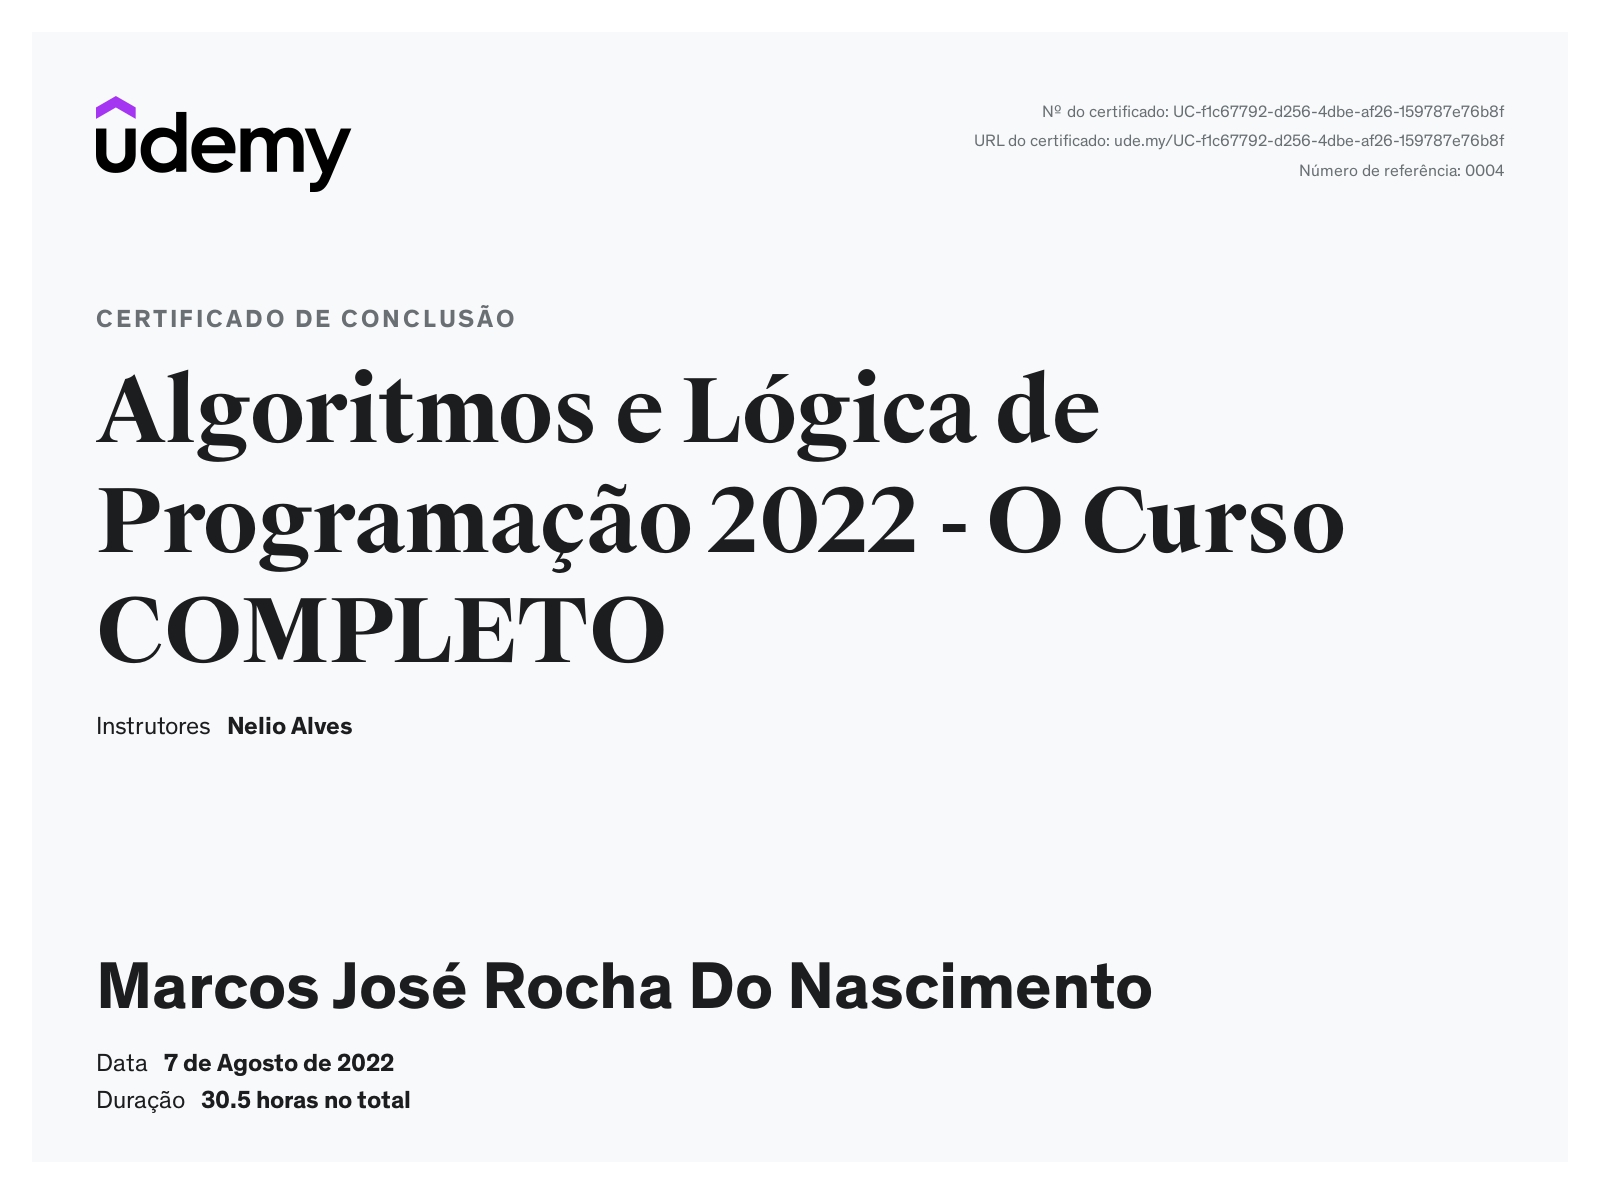 udemy
Nº do certificado: UC-f1c67792-d256-4dbe-af26-159787e76b8f
URL do certificado: ude.my/UC-f1c67792-d256-4dbe-af26-159787e76b8f
Número de referência: 0004
CERTIFICADO DE CONCLUSÃO
Algoritmos e Lógica de
Programação 2022 - O Curso
COMPLETO
Instrutores Nelio Alves
Marcos José Rocha Do Nascimento
Data 7 de Agosto de 2022
Duração 30.5 horas no total